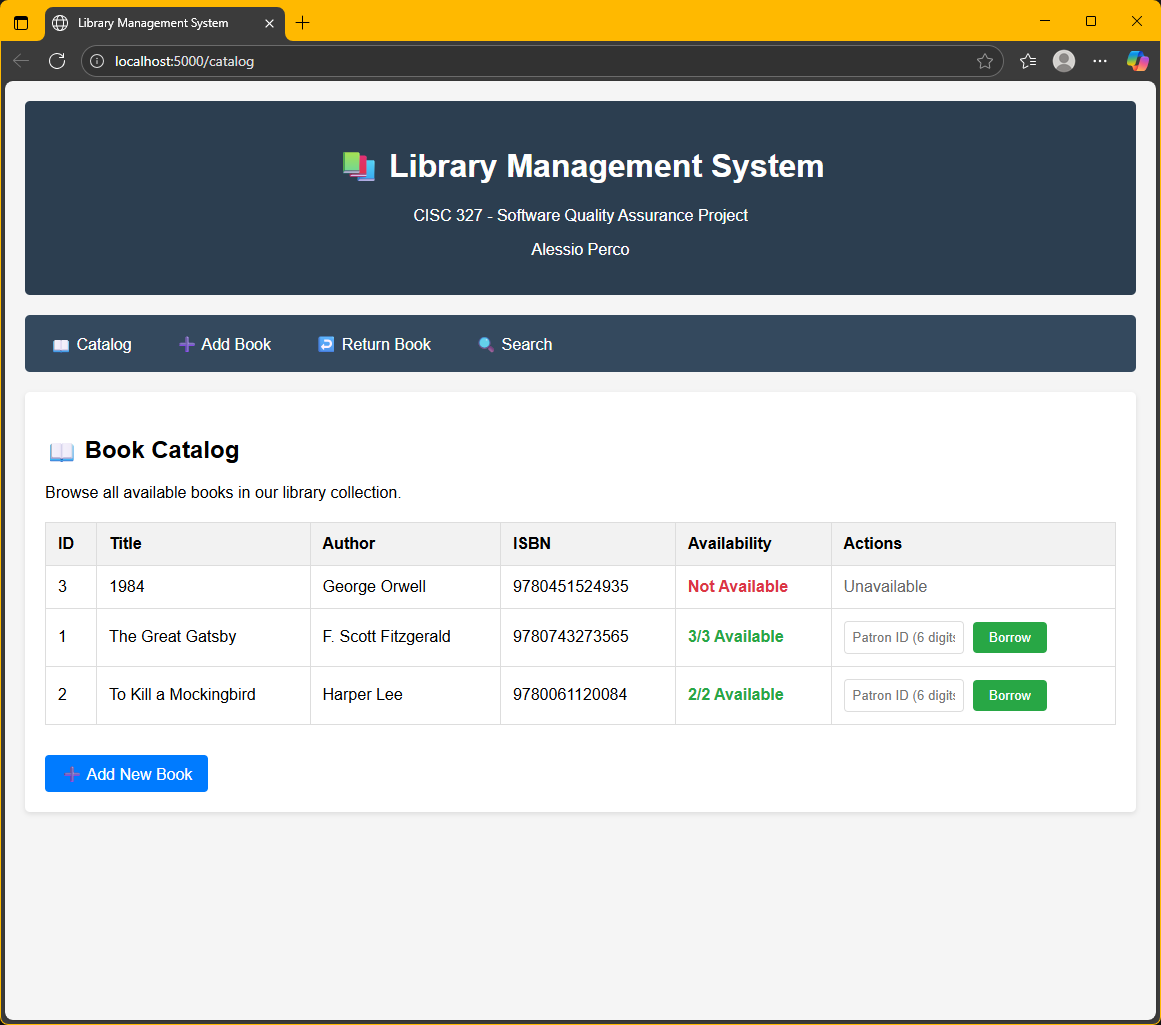 Library Management System
localhost:5000/catalog
Library Management System
CISC 327 - Software Quality Assurance Project
Alessio Perco
Catalog Add Book Return Book Search
Book Catalog
Browse all available books in our library collection.
ID Title Author ISBN Availability Actions
3 1984 George Orwell 9780451524935 Not Available Unavailable
1 The Great Gatsby F. Scott Fitzgerald 9780743273565 3/3 Available Patron ID (6 digits Borrow
2 To Kill a Mockingbird Harper Lee 9780061120084 2/2 Available Patron ID (6 digits Borrow
Add New Book